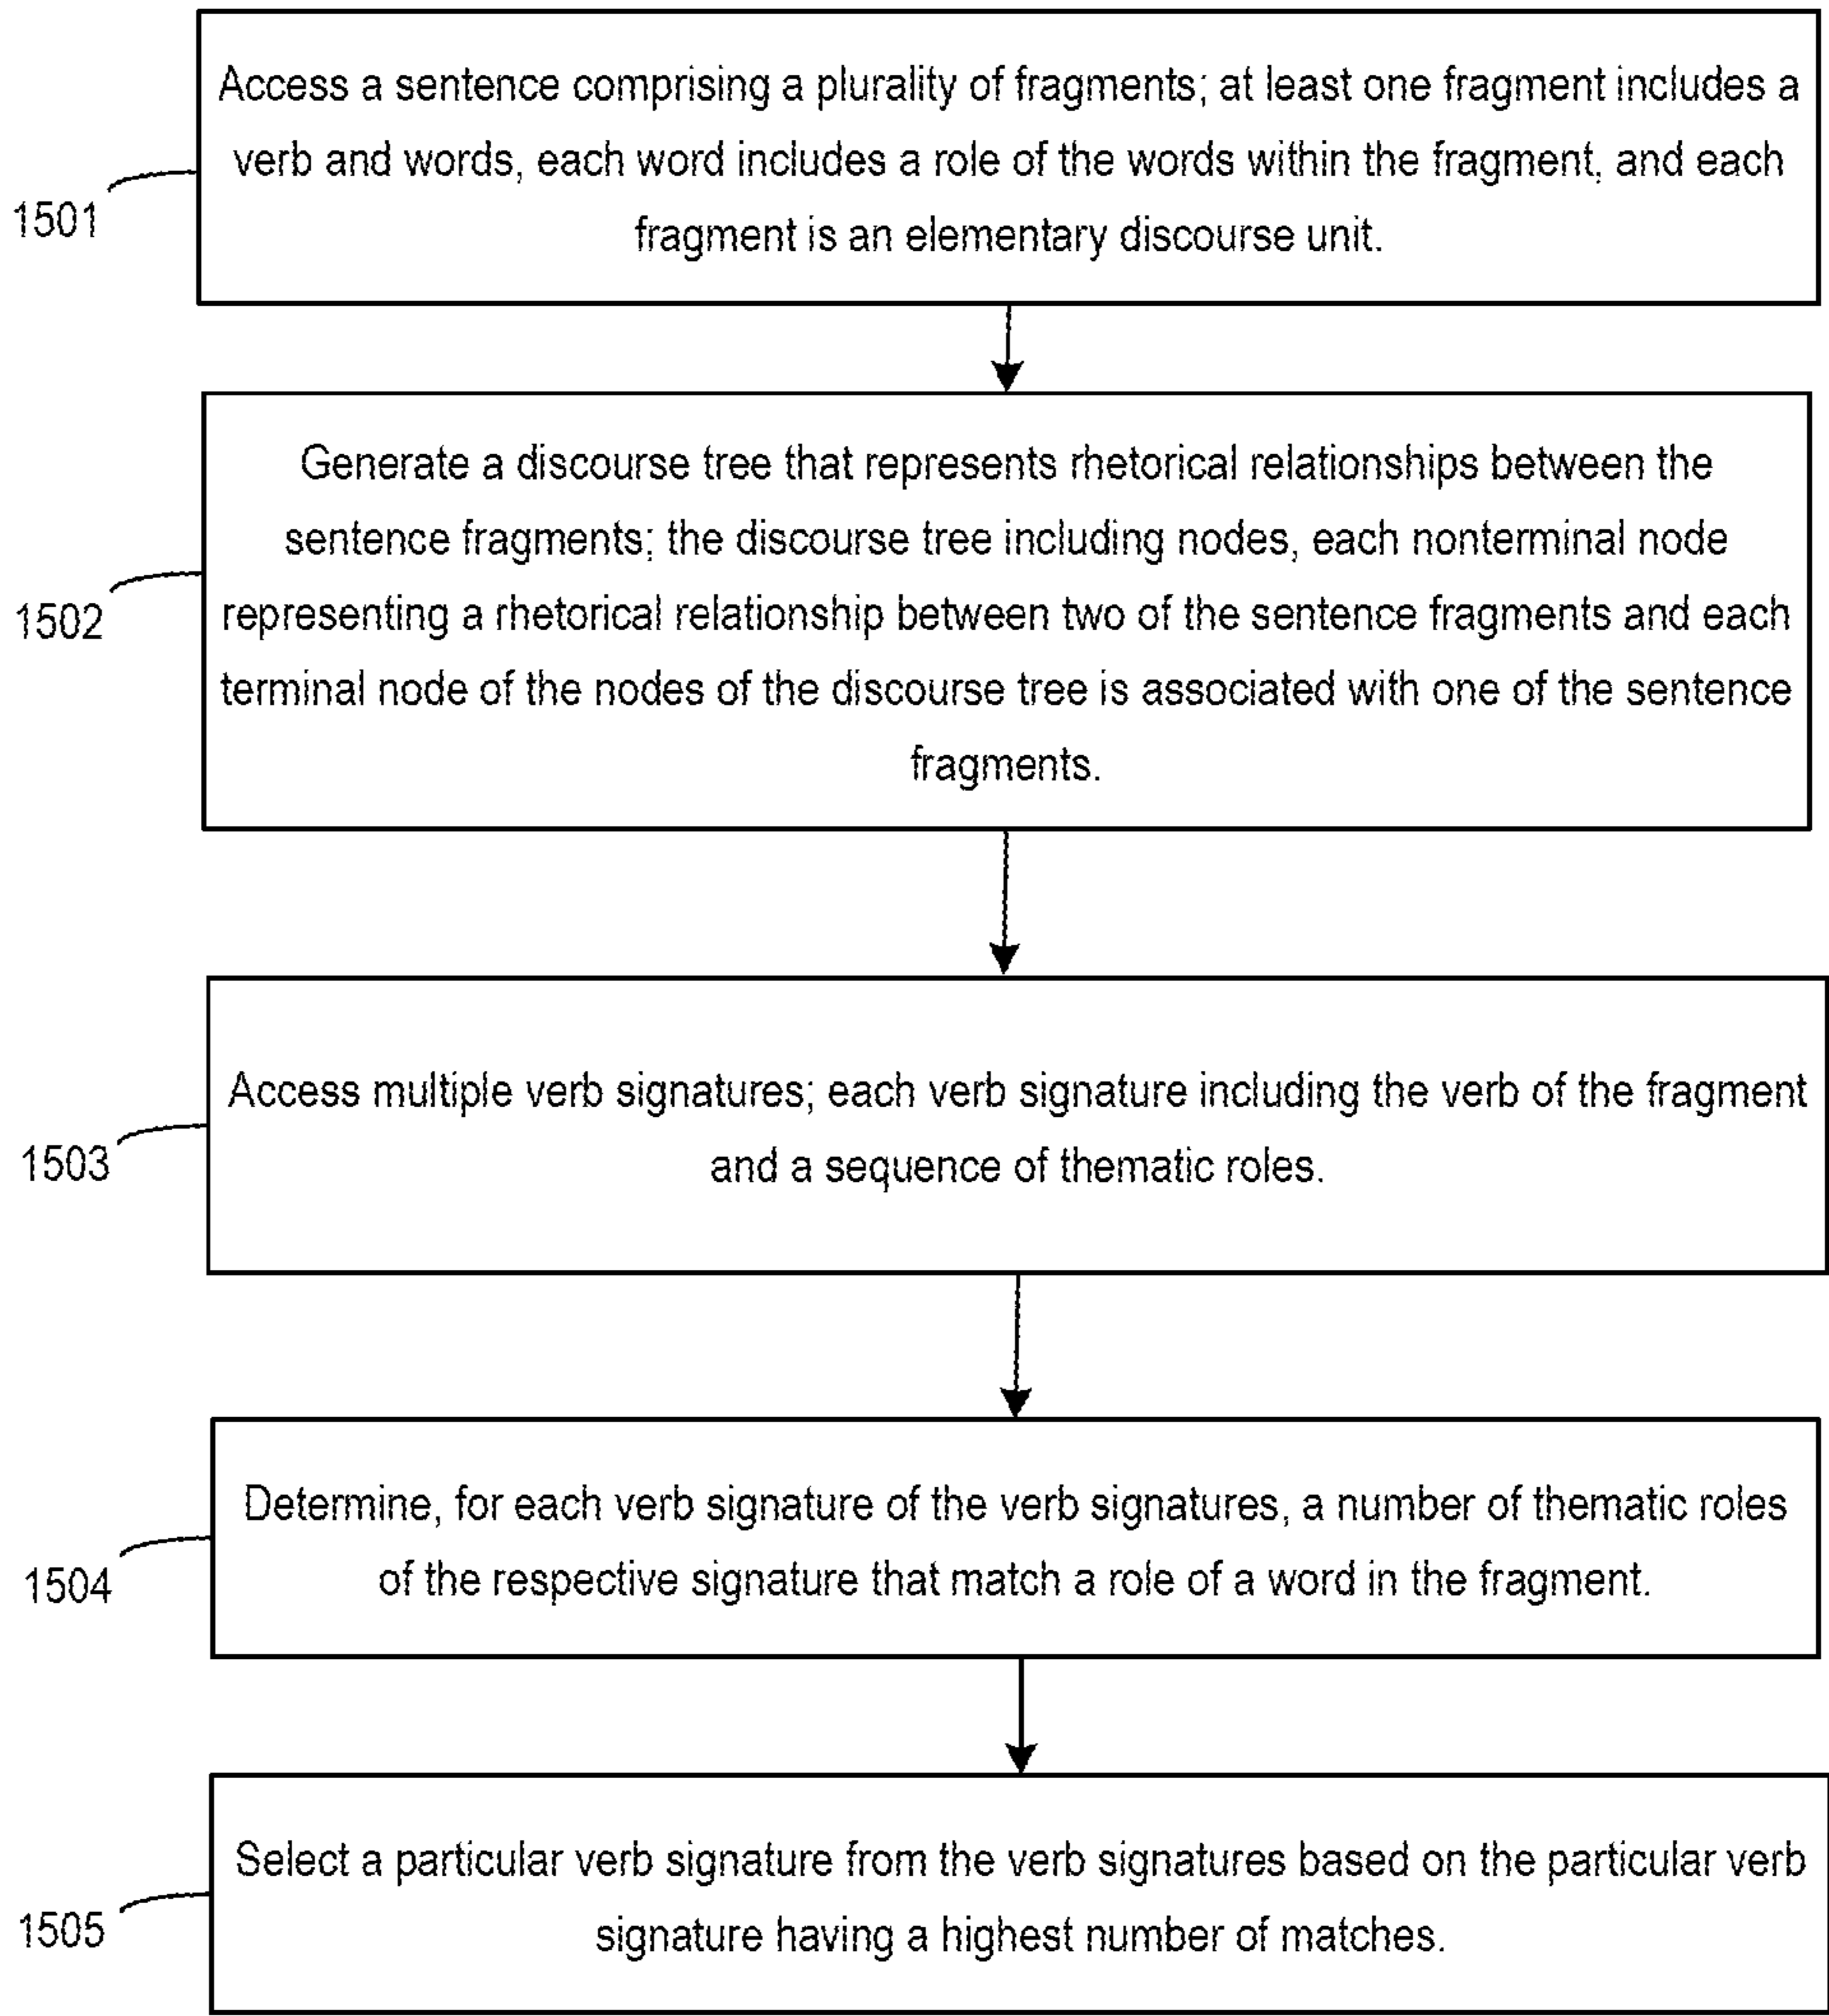 Access a sentence comprising a plurality of fragments; at least one fragment includes a
verb and words, each word includes a role of the words within the fragment, and each
fragment is an elementary discourse unit.
1501
Generate a discourse tree that represents rhetorical relationships between the
sentence fragments; the discourse tree including nodes, each nonterminal node
representing a rhetorical relationship between two of the sentence fragments and each
terminal node of the nodes of the discourse tree is associated with one of the sentence
fragments.
1502
Access multiple verb signatures; each verb signature including the verb of the fragment
and a sequence of thematic roles.
1503
Determine, for each verb signature of the verb signatures, a number of thematic roles
of the respective signature that match a role of a word in the fragment.
1504
Select a particular verb signature from the verb signatures based on the particular verb
signature having a highest number of matches.
1505